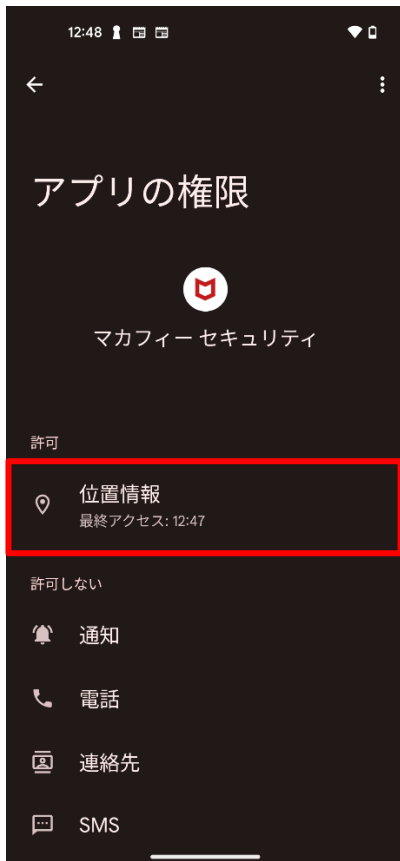 12:48
アプリの権限
マカフィー セキュリティ
許可
位置情報
最終アクセス: 12:47
許可しない
通知
電話
連絡先
SMS